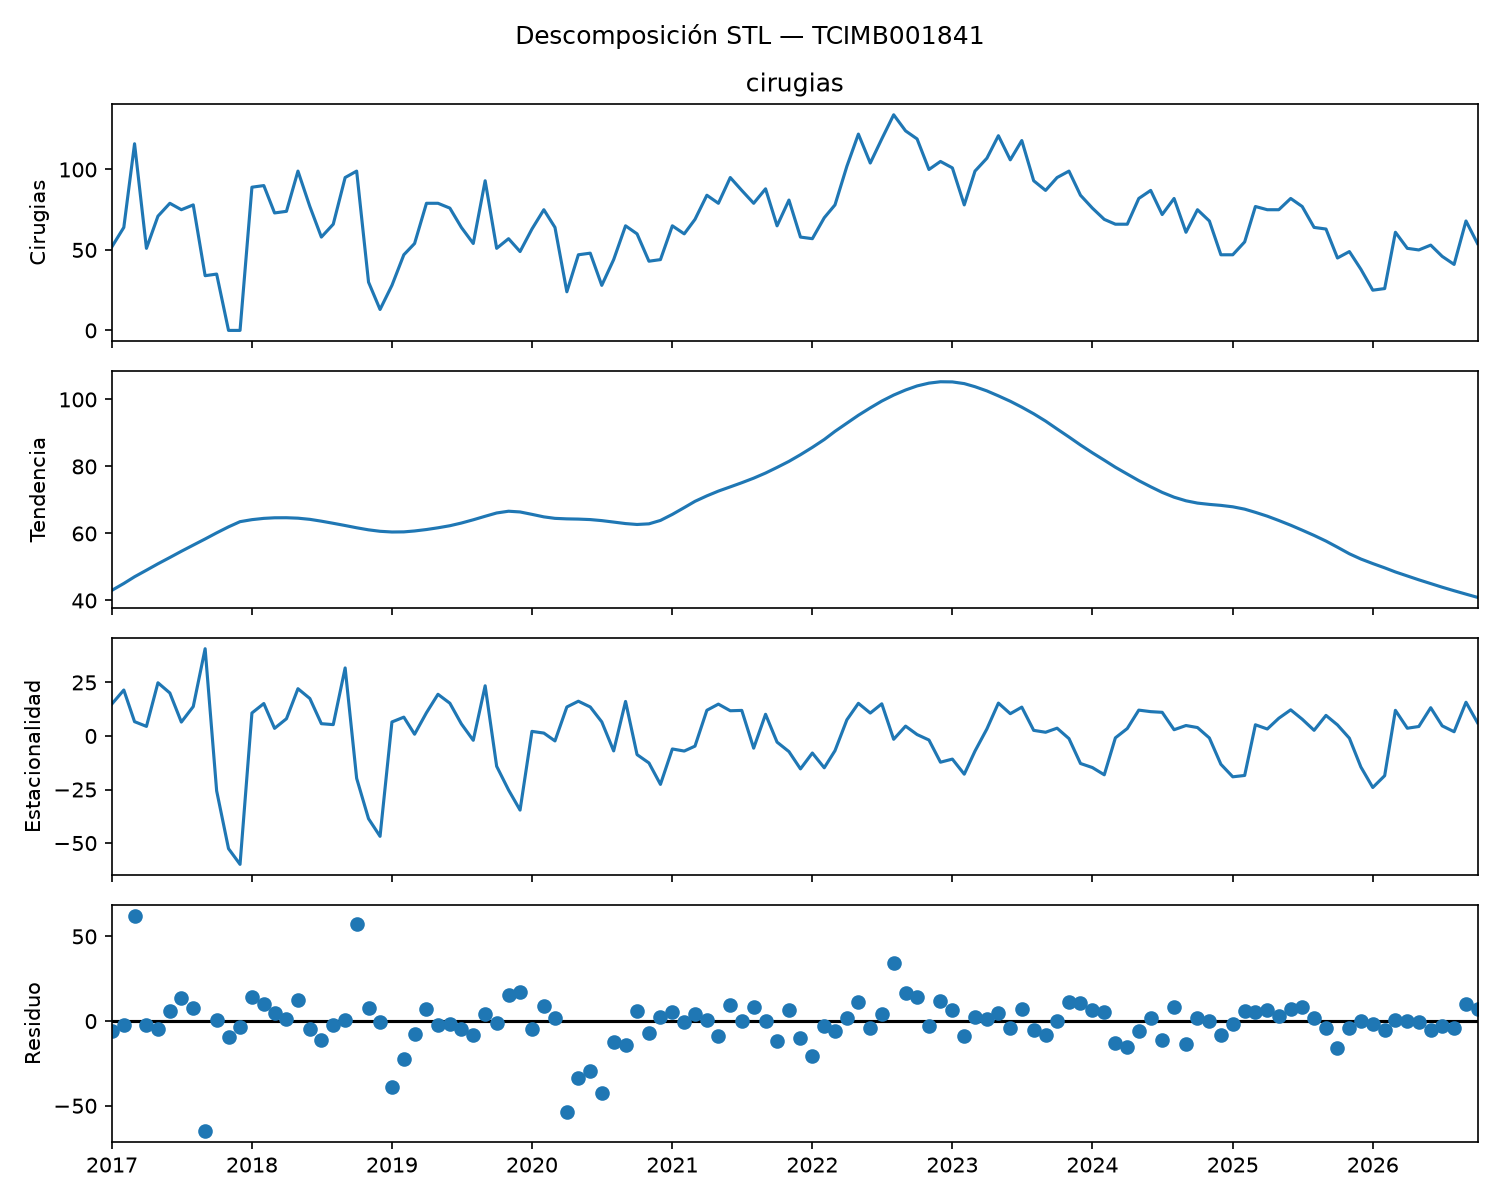 Descomposición STL — TCIMB001841
cirugias
Cirugias
100
50
0
Tendencia
100
80
60
40
Estacionalidad
25
0
−25
−50
Residuo
50
0
−50
2017 2018 2019 2020 2021 2022 2023 2024 2025 2026